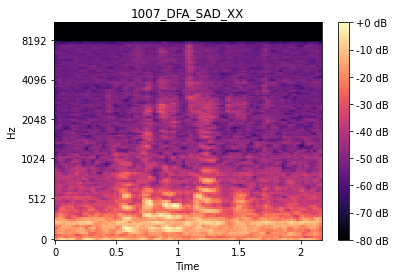 1007_DFA_SAD_XX
+0 dB
8192
-10 dB
4096
-20 dB
-30 dB
2048
Hz
-40 dB
1024
-50 dB
512
-60 dB
-70 dB
0
-80 dB
0
0.5
1
1.5
2
Time